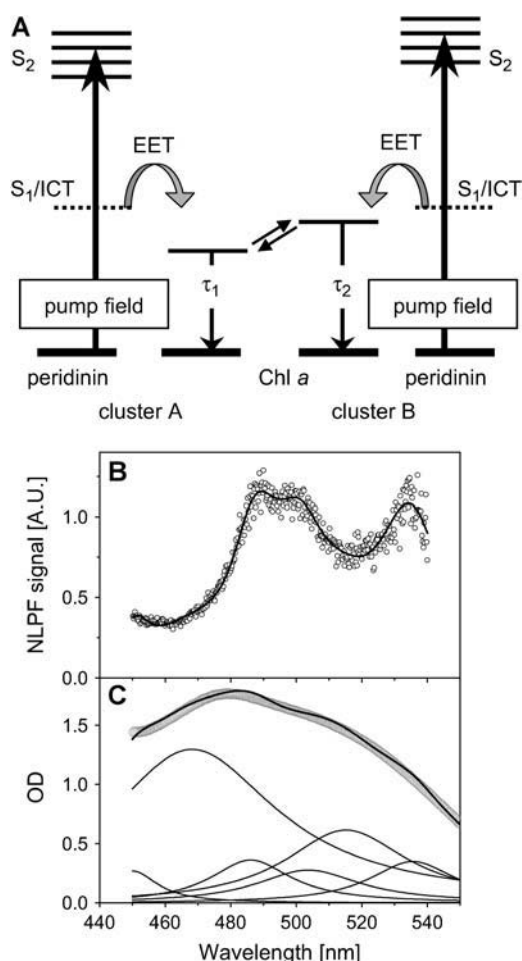 A
S2
S2
EET
EET
S1/ICT
S1/ICT
τ1
τ2
pump field
pump field
peridinin
Chl a
peridinin
cluster A
cluster B
B
NLPF signal [A.U.]
1.0
0.5
0.0
C
OD
1.5
1.0
0.5
0.0
440 460 480 500 520 540
Wavelength [nm]